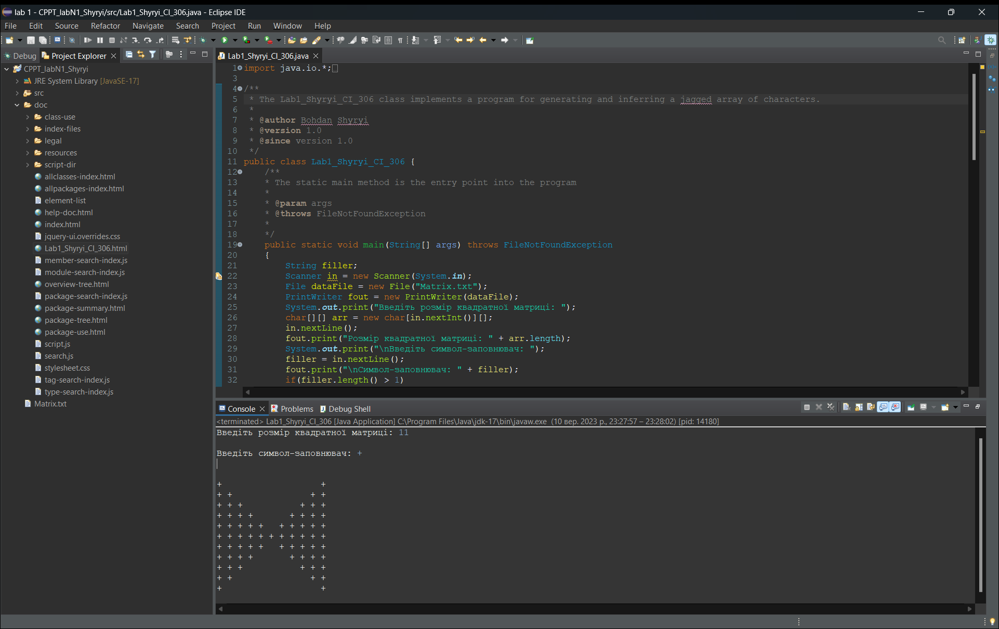 lab 1 - CPPT_labN1_Shyryi/src/Lab1_Shyryi_CI_306.java - Eclipse IDE
File Edit Source Refactor Navigate Search Project Run Window Help
Debug Project Explorer
CPPT_labN1_Shyryi
JRE System Library [JavaSE-17]
src
doc
class-use
index-files
legal
resources
script-dir
allclasses-index.html
allpackages-index.html
element-list
help-doc.html
index.html
jquery-ui.overrides.css
Lab1_Shyryi_CI_306.html
member-search-index.js
module-search-index.js
overview-tree.html
package-search-index.js
package-summary.html
package-tree.html
package-use.html
script.js
search.js
stylesheet.css
tag-search-index.js
type-search-index.js
Matrix.txt
Lab1_Shyryi_CI_306.java
1 import java.io.*;
3
4 /**
5 * The Lab1_Shyryi_CI_306 class implements a program for generating and inferring a jagged array of characters.
6 *
7 * @author Bohdan Shyryi
8 * @version 1.0
9 * @since version 1.0
10 */
11 public class Lab1_Shyryi_CI_306 {
12 /**
13 * The static main method is the entry point into the program
14 *
15 * @param args
16 * @throws FileNotFoundException
17 *
18 */
19 public static void main(String[] args) throws FileNotFoundException
20 {
21 String filler;
22 Scanner in = new Scanner(System.in);
23 File dataFile = new File("Matrix.txt");
24 PrintWriter fout = new PrintWriter(dataFile);
25 System.out.print("Введіть розмір квадратної матриці: ");
26 char[][] arr = new char[in.nextInt()][];
27 in.nextLine();
28 fout.print("Розмір квадратної матриці: " + arr.length);
29 System.out.print("\nВведіть символ-заповнювач: ");
30 filler = in.nextLine();
31 fout.print("\nСимвол-заповнювач: " + filler);
32 if(filler.length() > 1)
Console Problems Debug Shell
<terminated> Lab1_Shyryi_CI_306 [Java Application] C:\Program Files\Java\jdk-17\bin\javaw.exe (10 вер. 2023 р., 23:27:57 – 23:28:02) [pid: 14180]
Введіть розмір квадратної матриці: 11
Введіть символ-заповнювач: +
+                   +
+ +               + +
+ + +           + + +
+ + + +       + + + +
+ + + + +   + + + + +
+ + + + + + + + + + +
+ + + + +   + + + + +
+ + + +       + + + +
+ + +           + + +
+ +               + +
+                   +